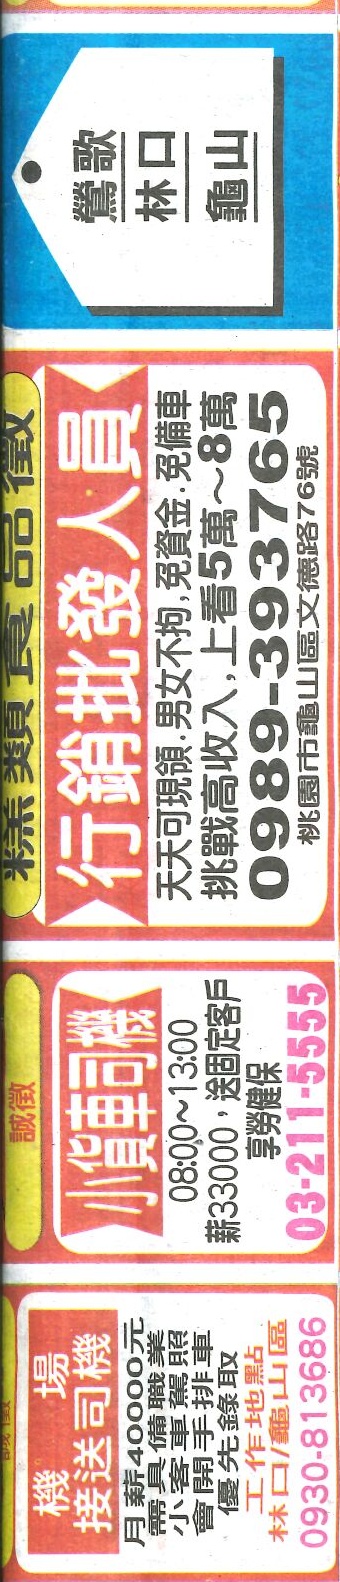 鶯歌
林口
龜山
糕類食品徵
行銷批發人員
天天可現領．男女不拘,免資金．免備車
挑戰高收入,上看5萬～8萬
0989-393765
桃園市龜山區文德路76號
誠徵
小貨車司機
08:00~13:00
薪33000，送固定客戶
享勞健保
03-211-5555
誠徵
機場
接送司機
月薪40000元
需具備職業
小客車駕照
會開手排車
優先錄取
工作地點
林口/龜山區
0930-813686